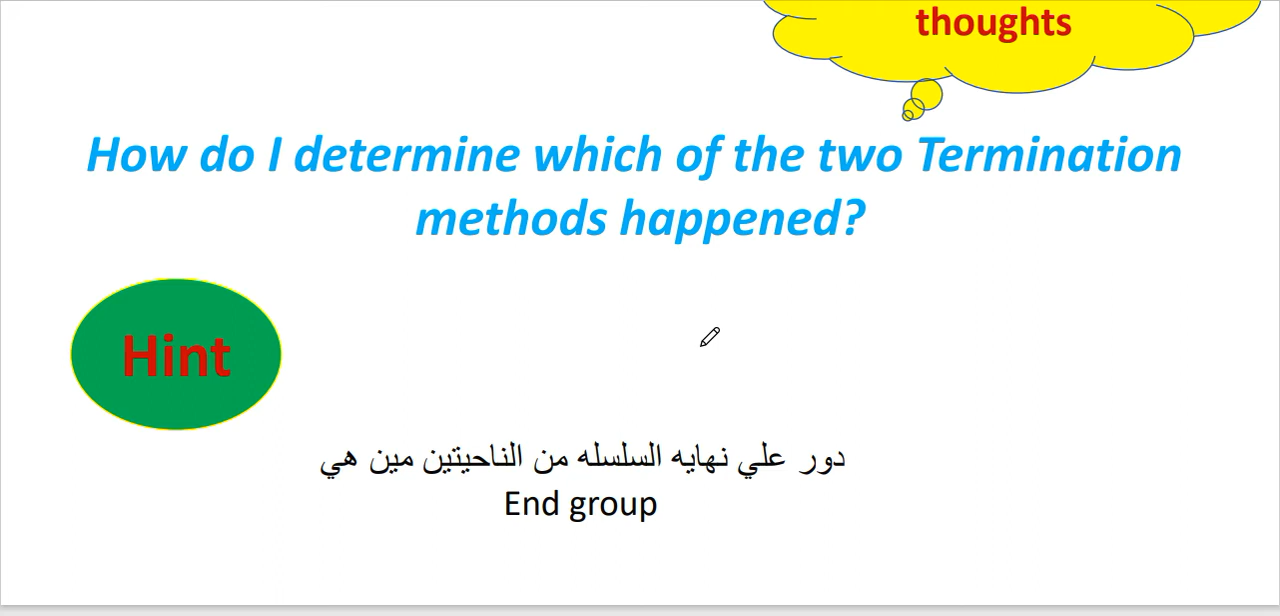 thoughts
How do I determine which of the two Termination
methods happened?
Hint
دور علي نهايه السلسله من الناحيتين مين هي
End group